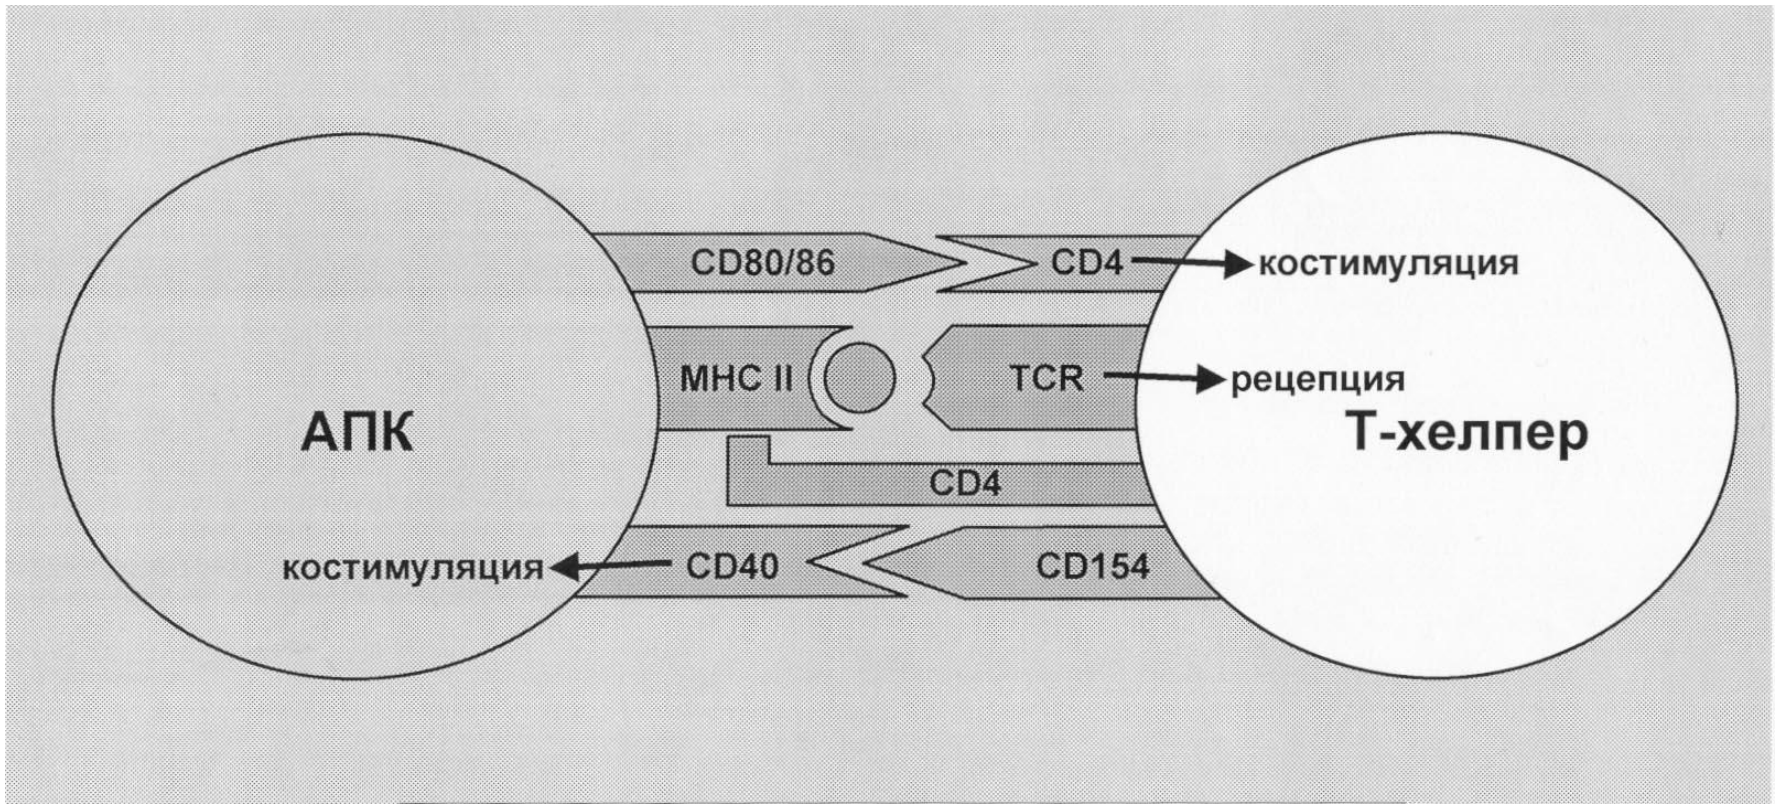 CD80/86
CD4
костимуляция
MHC II
TCR
рецепция
АПК
Т-хелпер
CD4
костимуляция
CD40
CD154